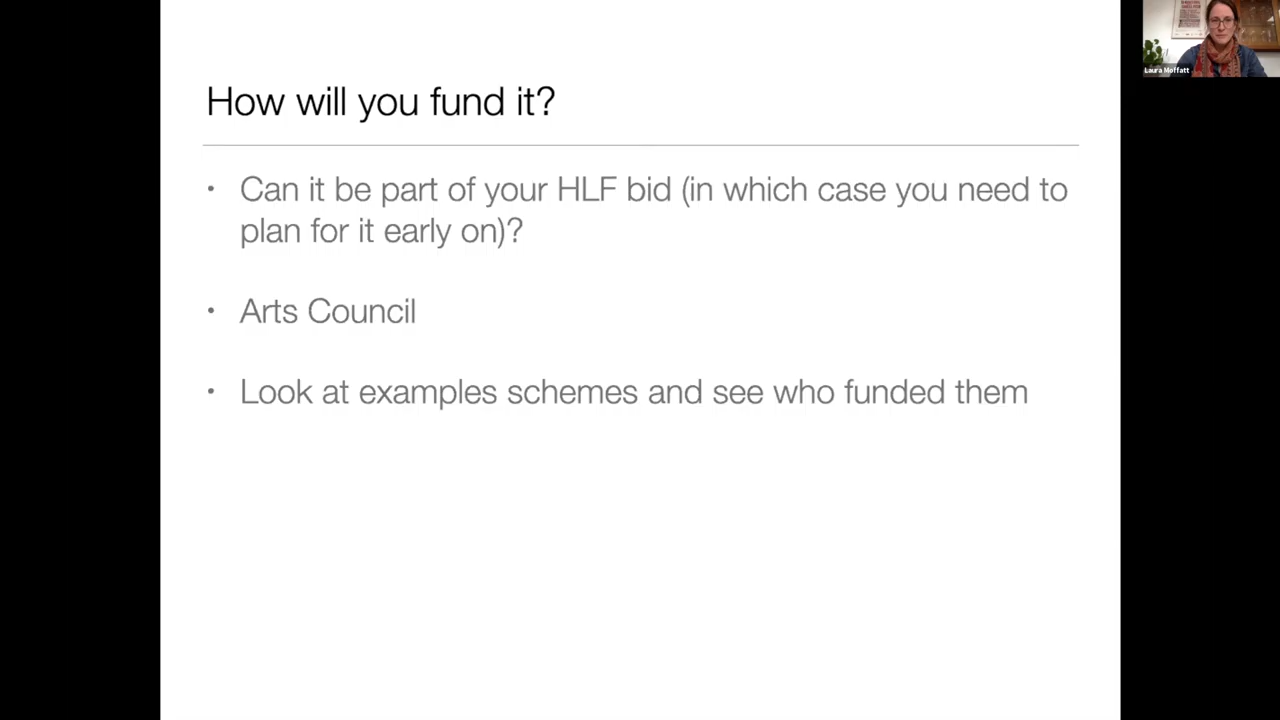 How will you fund it?
• Can it be part of your HLF bid (in which case you need to
plan for it early on)?
• Arts Council
• Look at examples schemes and see who funded them
Laura Moffatt